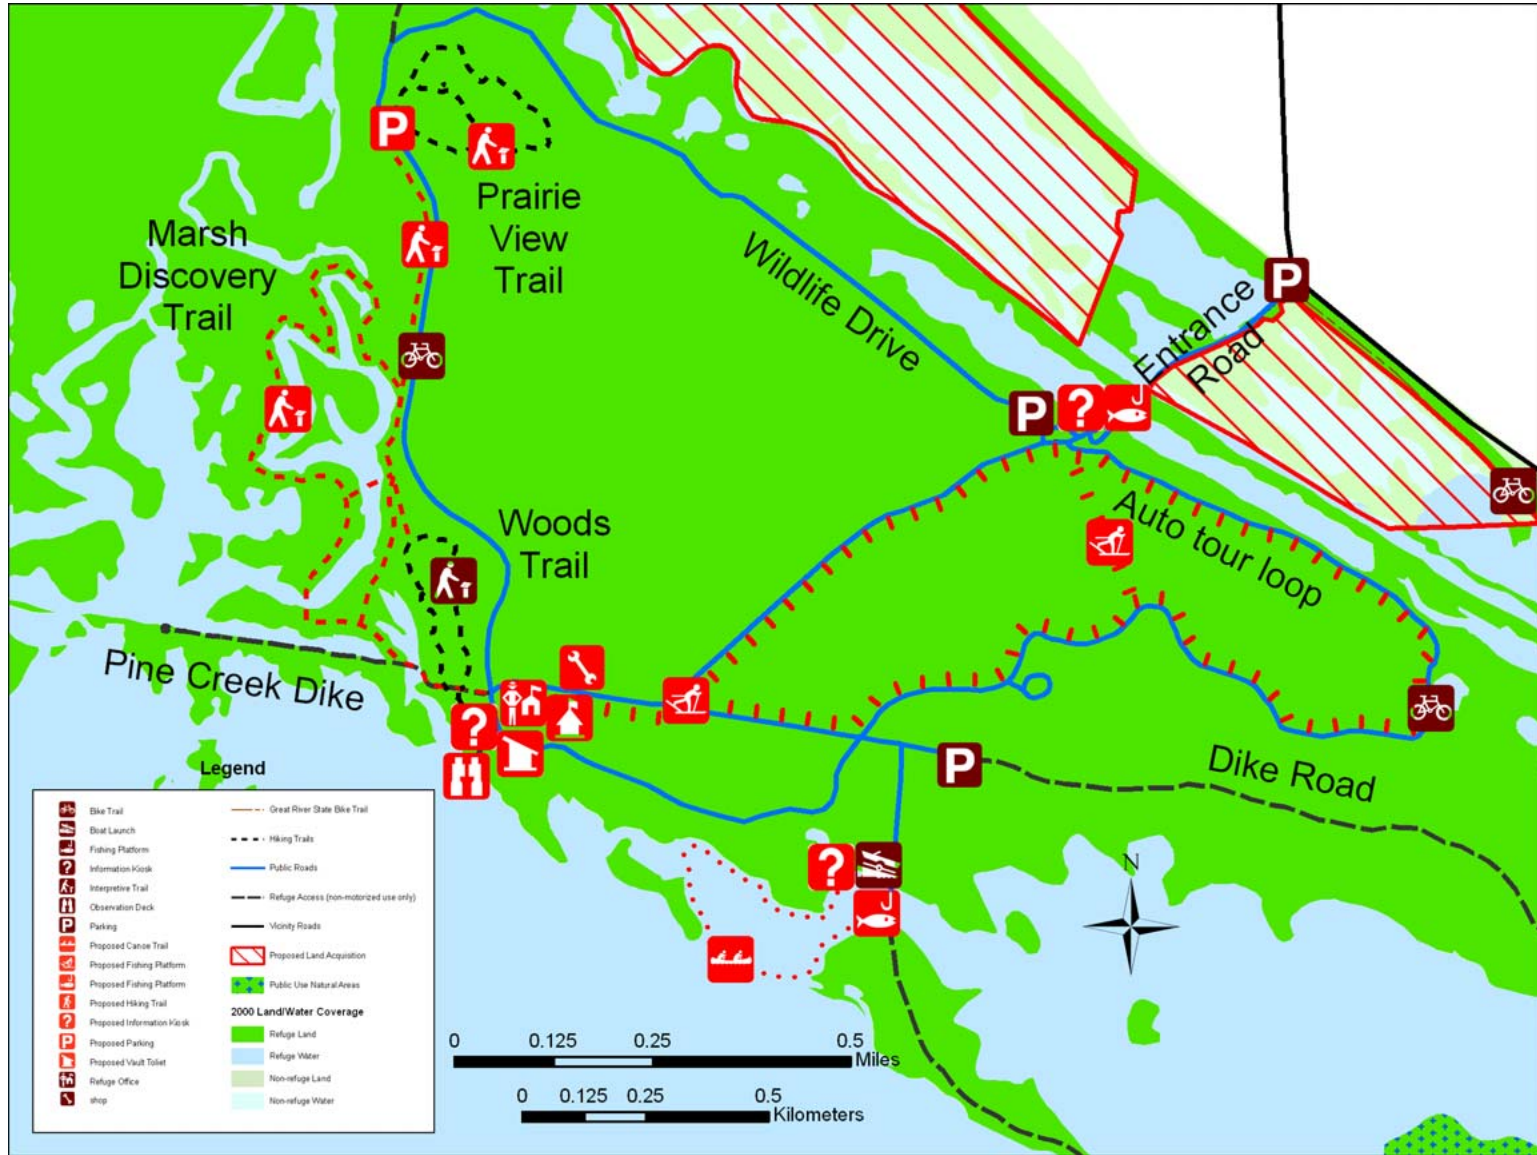 Prairie
View
Trail
Marsh
Discovery
Trail
Wildlife Drive
Entrance
Road
Auto tour loop
Woods
Trail
Pine Creek Dike
Dike Road
P
P
P
P
?
?
?
N
Legend
Bike Trail
Boat Launch
Fishing Platform
? Information Kiosk
Interpretive Trail
Observation Deck
P Parking
Proposed Canoe Trail
Proposed Fishing Platform
Proposed Fishing Platform
Proposed Hiking Trail
? Proposed Information Kiosk
P Proposed Parking
Proposed Vault Toliet
Refuge Office
shop
Great River State Bike Trail
Hiking Trails
Public Roads
Refuge Access (non-motorized use only)
Vicinity Roads
Proposed Land Acquisition
Public Use Natural Areas
2000 Land/Water Coverage
Refuge Land
Refuge Water
Non-refuge Land
Non-refuge Water
0 0.125 0.25 0.5
Miles
0 0.125 0.25 0.5
Kilometers